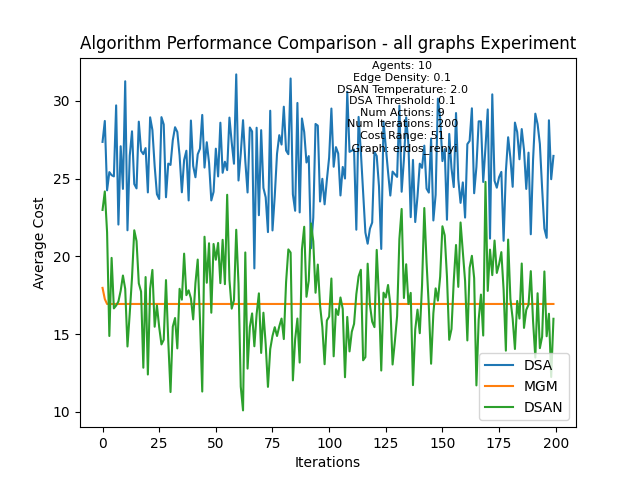 Algorithm Performance Comparison - all graphs Experiment
Agents: 10
Edge Density: 0.1
DSAN Temperature: 2.0
DSA Threshold: 0.1
Num Actions: 9
Num Iterations: 200
Cost Range: 51
Graph: erdos_renyi
Average Cost
30
25
20
15
10
DSA
MGM
DSAN
0 25 50 75 100 125 150 175 200
Iterations